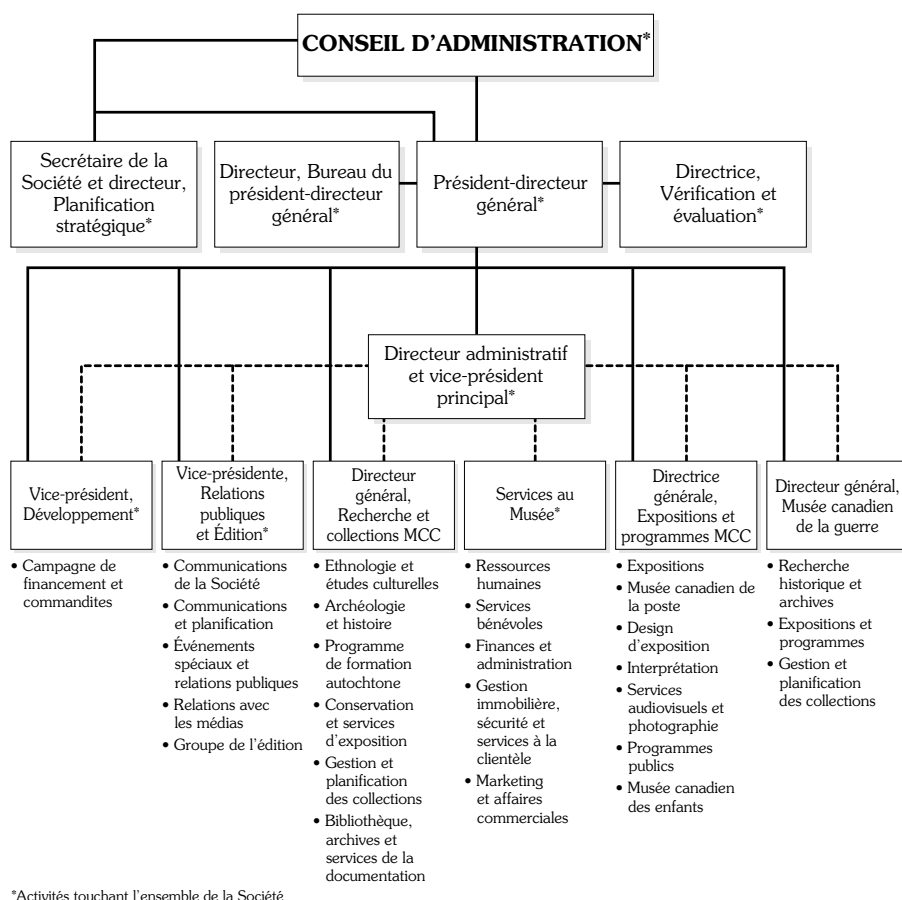 CONSEIL D'ADMINISTRATION*
Secrétaire de la
Société et directeur,
Planification
stratégique*
Directeur, Bureau du
président-directeur
général*
Président-directeur
général*
Directrice,
Vérification et
évaluation*
Directeur administratif
et vice-président
principal*
Vice-président,
Développement*
• Campagne de
financement et
commandites
Vice-présidente,
Relations
publiques
et Édition*
• Communications
de la Société
• Communications
et planification
• Événements
spéciaux et
relations publiques
• Relations avec
les médias
• Groupe de l'édition
Directeur
général,
Recherche et
collections MCC
• Ethnologie et
études culturelles
• Archéologie
et histoire
• Programme
de formation
autochtone
• Conservation
et services
d'exposition
• Gestion et
planification
des collections
• Bibliothèque,
archives et
services de la
documentation
Services au
Musée*
• Ressources
humaines
• Services
bénévoles
• Finances et
administration
• Gestion
immobilière,
sécurité et
services à la
clientèle
• Marketing
et affaires
commerciales
Directrice
générale,
Expositions et
programmes MCC
• Expositions
• Musée canadien de
la poste
• Design
d'exposition
• Interprétation
• Services
audiovisuels et
photographie
• Programmes
publics
• Musée canadien
des enfants
Directeur général,
Musée canadien
de la guerre
• Recherche
historique et
archives
• Expositions et
programmes
• Gestion et
planification
des collections
*Activités touchant l'ensemble de la Société